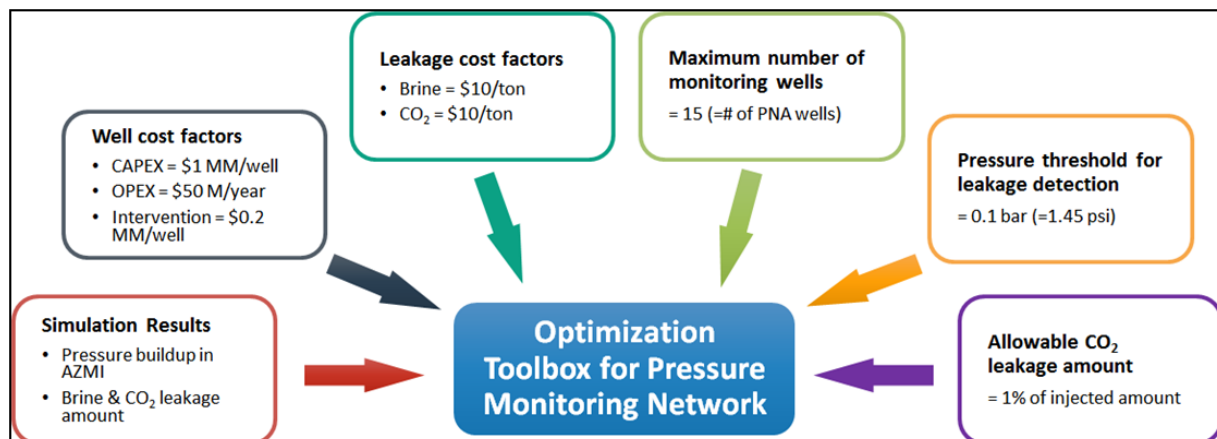 Leakage cost factors
• Brine = $10/ton
• CO₂ = $10/ton
Maximum number of
monitoring wells
= 15 (=# of PNA wells)
Well cost factors
• CAPEX = $1 MM/well
• OPEX = $50 M/year
• Intervention = $0.2
MM/well
Pressure threshold for
leakage detection
= 0.1 bar (=1.45 psi)
Simulation Results
• Pressure buildup in
AZMI
• Brine & CO₂ leakage
amount
Optimization
Toolbox for Pressure
Monitoring Network
Allowable CO₂
leakage amount
= 1% of injected amount